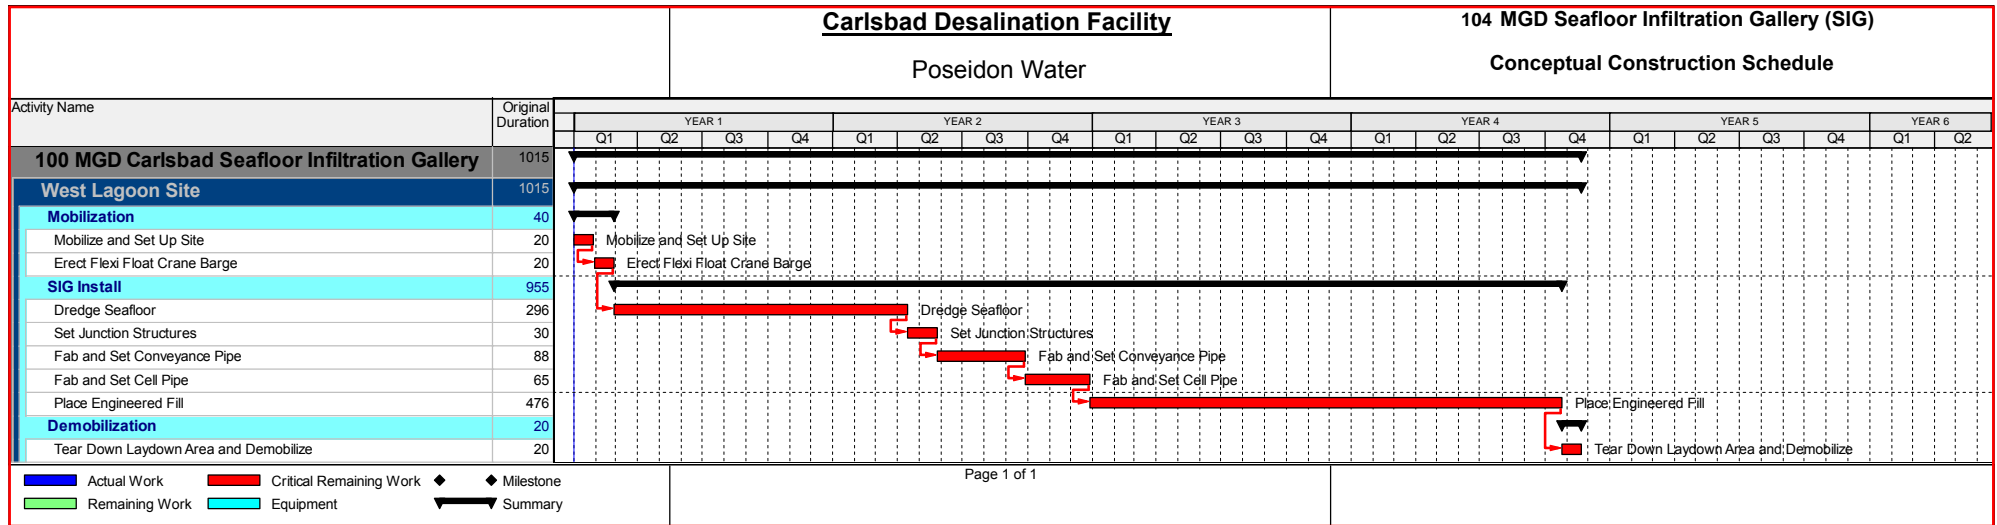 Carlsbad Desalination Facility
Poseidon Water
104 MGD Seafloor Infiltration Gallery (SIG)
Conceptual Construction Schedule
Activity Name Original Duration
YEAR 1 YEAR 2 YEAR 3 YEAR 4 YEAR 5 YEAR 6
Q1 Q2 Q3 Q4 Q1 Q2 Q3 Q4 Q1 Q2 Q3 Q4 Q1 Q2 Q3 Q4 Q1 Q2 Q3 Q4 Q1 Q2
100 MGD Carlsbad Seafloor Infiltration Gallery 1015
West Lagoon Site 1015
Mobilization 40
Mobilize and Set Up Site 20 Mobilize and Set Up Site
Erect Flexi Float Crane Barge 20 Erect Flexi Float Crane Barge
SIG Install 955
Dredge Seafloor 296 Dredge Seafloor
Set Junction Structures 30 Set Junction Structures
Fab and Set Conveyance Pipe 88 Fab and Set Conveyance Pipe
Fab and Set Cell Pipe 65 Fab and Set Cell Pipe
Place Engineered Fill 476 Place Engineered Fill
Demobilization 20
Tear Down Laydown Area and Demobilize 20 Tear Down Laydown Area and Demobilize
Actual Work Critical Remaining Work Milestone
Remaining Work Equipment Summary
Page 1 of 1